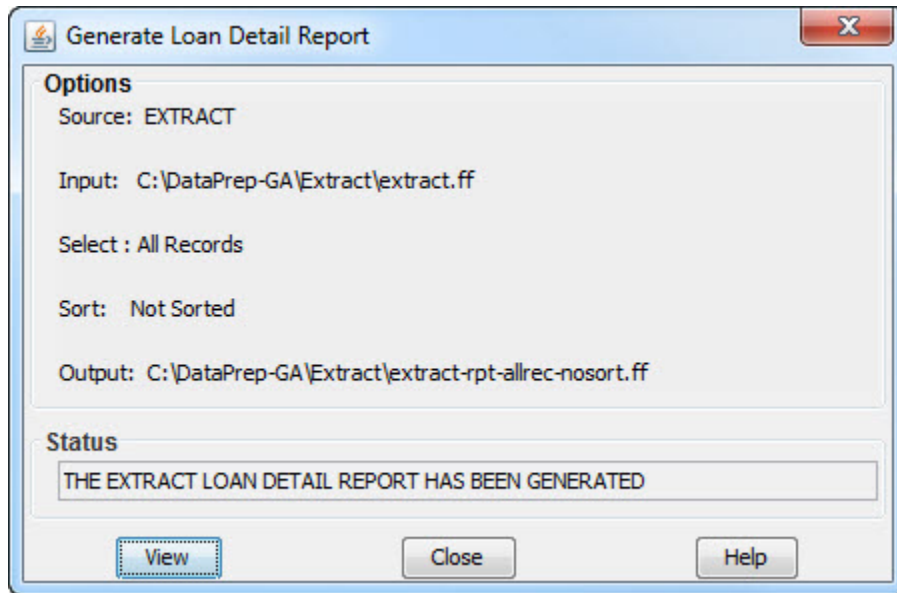 Generate Loan Detail Report
Options
Source: EXTRACT
Input: C:\DataPrep-GA\Extract\extract.ff
Select : All Records
Sort: Not Sorted
Output: C:\DataPrep-GA\Extract\extract-rpt-allrec-nosort.ff
Status
THE EXTRACT LOAN DETAIL REPORT HAS BEEN GENERATED
View Close Help